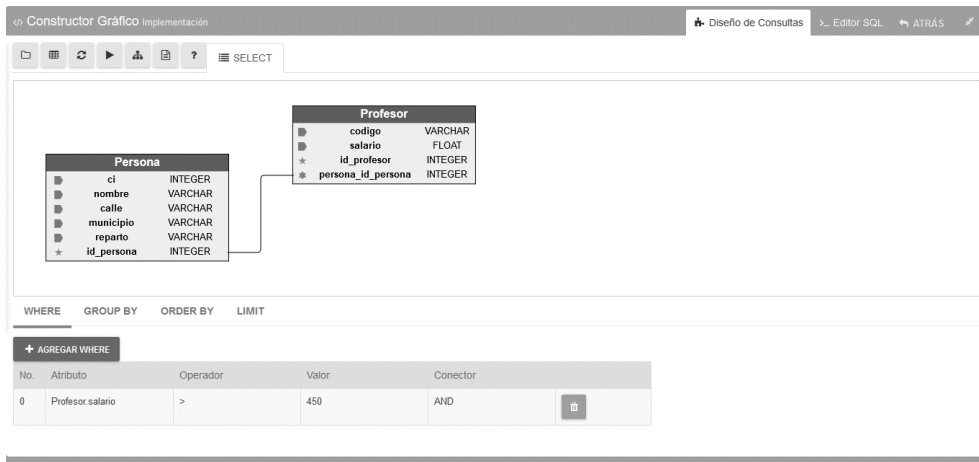 </> Constructor Gráfico Implementación
Diseño de Consultas
>_ Editor SQL
ATRÁS
?
SELECT
Profesor
codigo VARCHAR
salario FLOAT
id_profesor INTEGER
persona_id_persona INTEGER
Persona
ci INTEGER
nombre VARCHAR
calle VARCHAR
municipio VARCHAR
reparto VARCHAR
id_persona INTEGER
WHERE GROUP BY ORDER BY LIMIT
+ AGREGAR WHERE
No. Atributo Operador Valor Conector
0 Profesor.salario > 450 AND